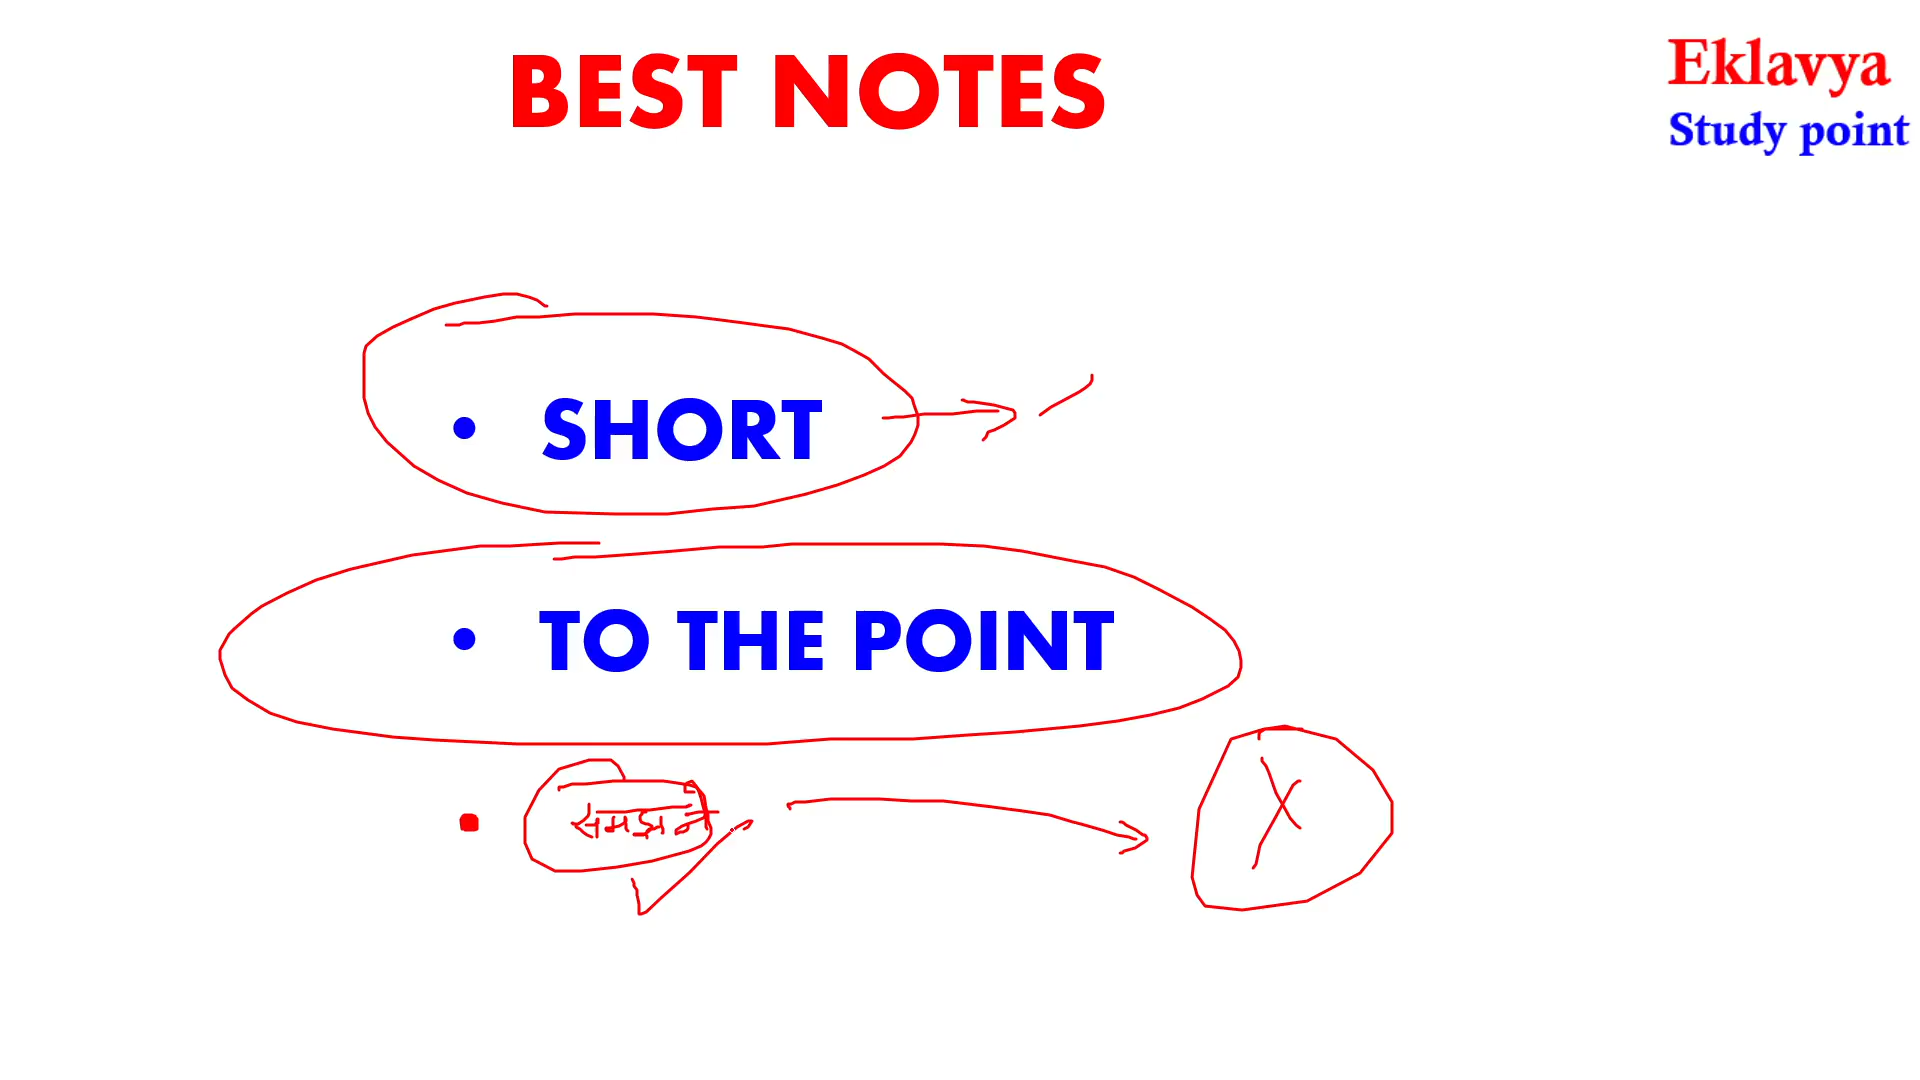 BEST NOTES
Eklavya
Study point
• SHORT
• TO THE POINT
• समझने